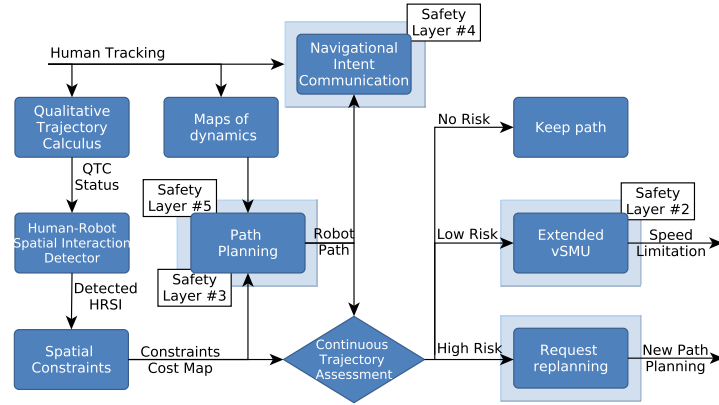 Safety
Layer #4
Human Tracking
Navigational
Intent
Communication
Qualitative
Trajectory
Calculus
Maps of
dynamics
No Risk
Keep path
QTC
Status
Safety
Layer #5
Safety
Layer #2
Human-Robot
Spatial Interaction
Detector
Path
Planning
Robot
Path
Low Risk
Extended
vSMU
Speed
Limitation
Safety
Layer #3
Detected
HRSI
Spatial
Constraints
Constraints
Cost Map
Continuous
Trajectory
Assessment
High Risk
Request
replanning
New Path
Planning